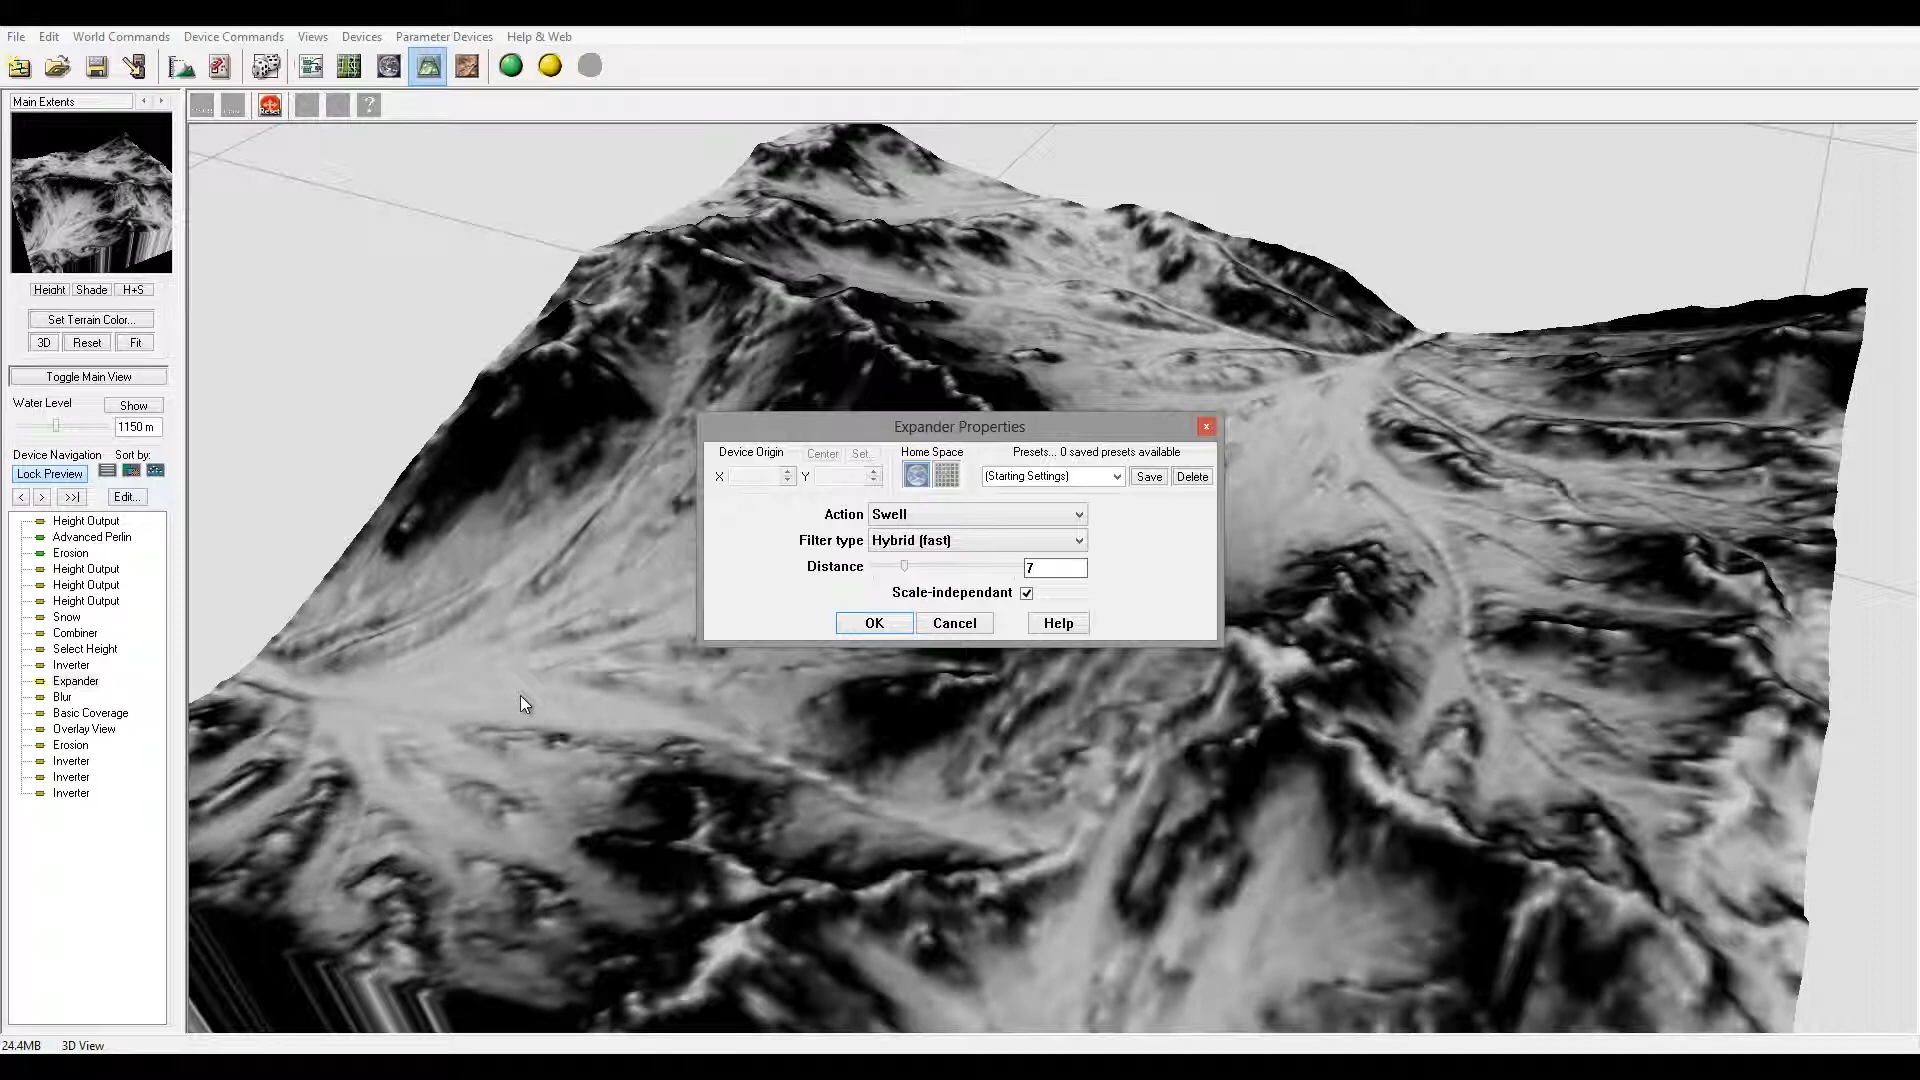 File Edit World Commands Device Commands Views Devices Parameter Devices Help & Web
Main Extents
Height Shade H+S
Set Terrain Color...
3D Reset Fit
Toggle Main View
Water Level Show
1150 m
Device Navigation Sort by:
Lock Preview
< > >>| Edit...
Height Output
Advanced Perlin
Erosion
Height Output
Height Output
Height Output
Snow
Combiner
Select Height
Inverter
Expander
Blur
Basic Coverage
Overlay View
Erosion
Inverter
Inverter
Inverter
Reset
?
Expander Properties
x
Device Origin Center Set... Home Space Presets... 0 saved presets available
X Y (Starting Settings) Save Delete
Action Swell
Filter type Hybrid (fast)
Distance 7
Scale-independant
OK Cancel Help
24.4MB 3D View